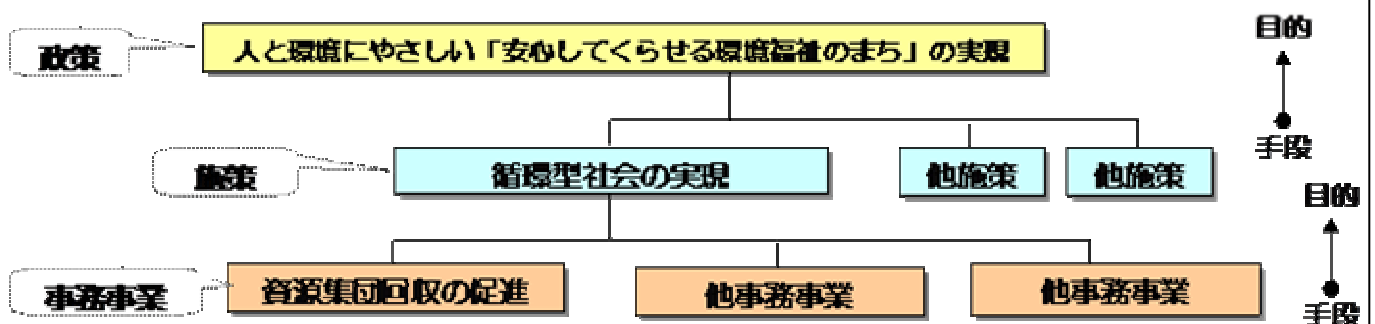 政策
人と環境にやさしい「安心してくらせる環境福祉のまち」の実現
目的
手段
施策
循環型社会の実現
他施策
他施策
目的
事務事業
資源集団回収の促進
他事務事業
他事務事業
手段